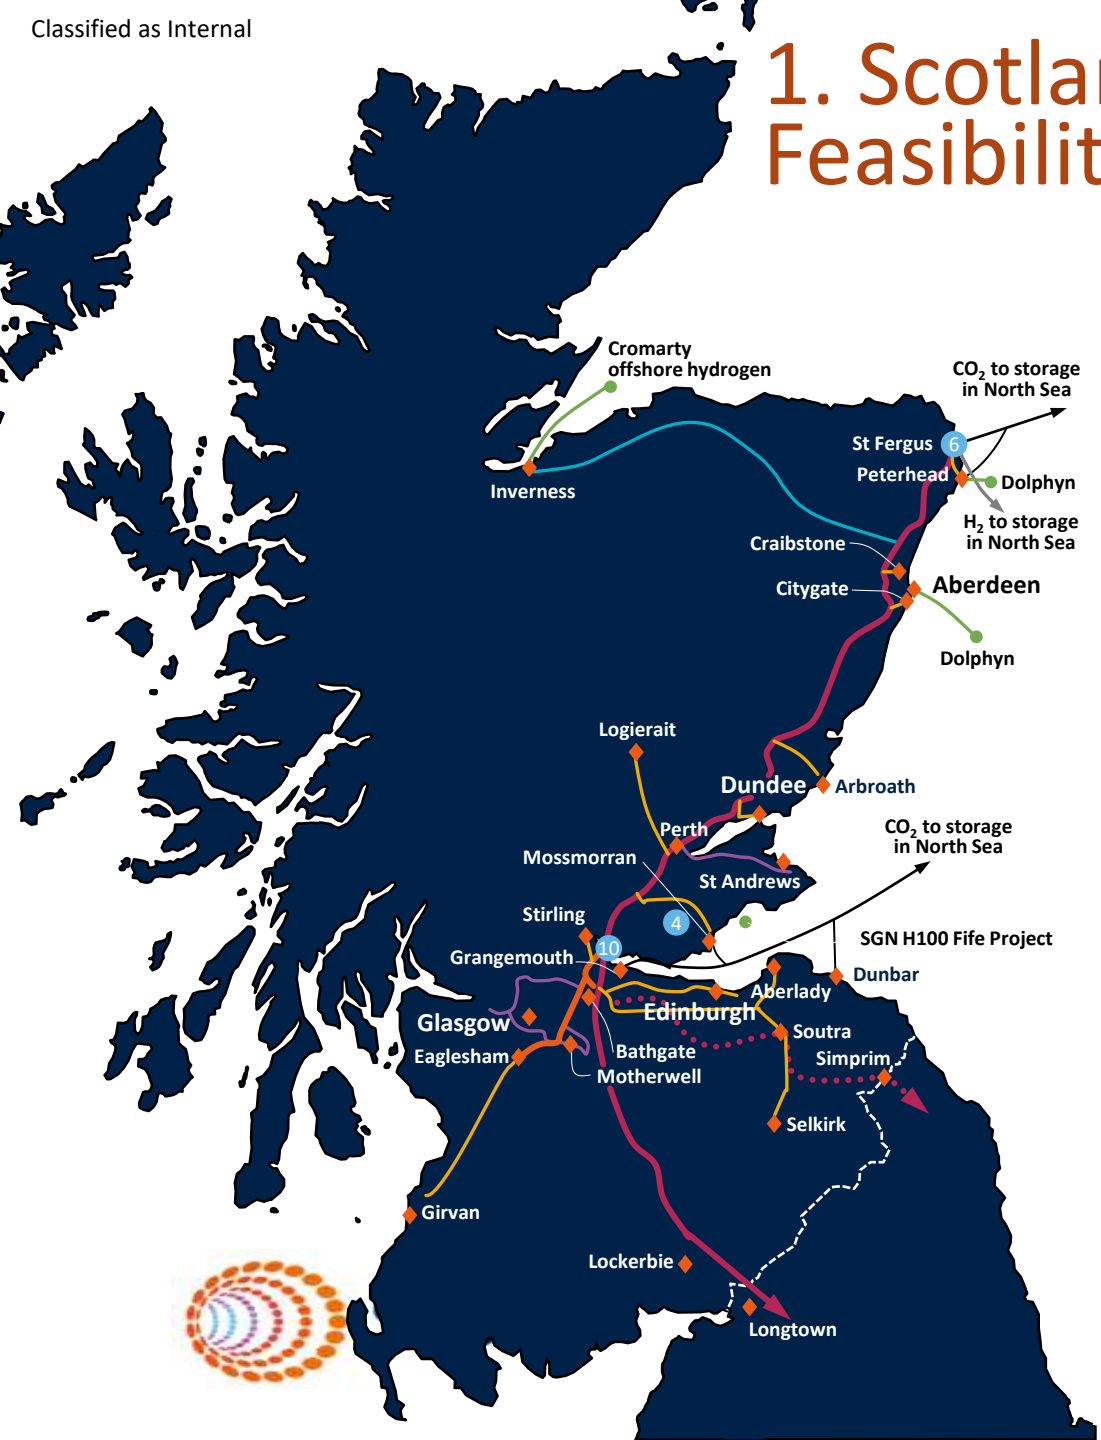 Classified as Internal
1. Scotla
Feasibilit
Cromarty
offshore hydrogen
CO₂ to storage
in North Sea
St Fergus
6
Peterhead
Dolphyn
Inverness
H₂ to storage
in North Sea
Craibstone
Citygate
Aberdeen
Dolphyn
Logierait
Dundee
Arbroath
Perth
CO₂ to storage
in North Sea
Mossmorran
St Andrews
Stirling
4
10
SGN H100 Fife Project
Grangemouth
Dunbar
Aberlady
Edinburgh
Glasgow
Soutra
Eaglesham
Bathgate
Simprim
Motherwell
Selkirk
Girvan
Lockerbie
Longtown